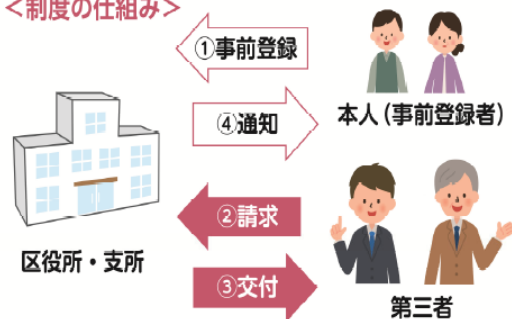 <制度の仕組み>
①事前登録
④通知
本人(事前登録者)
②請求
③交付
区役所・支所
第三者